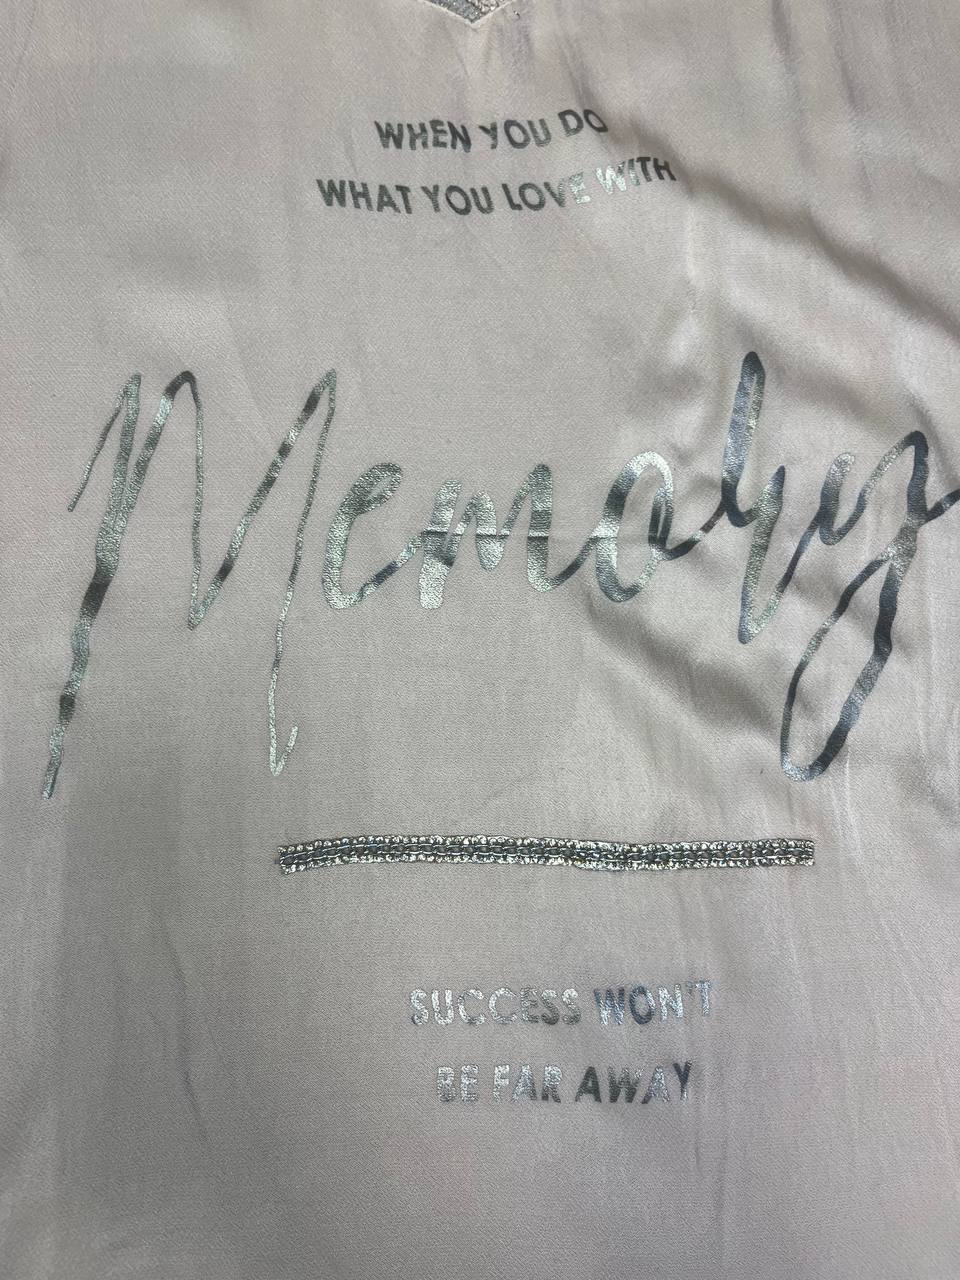 WHEN YOU DO
WHAT YOU LOVE WITH
Memory
SUCCESS WON'T
BE FAR AWAY